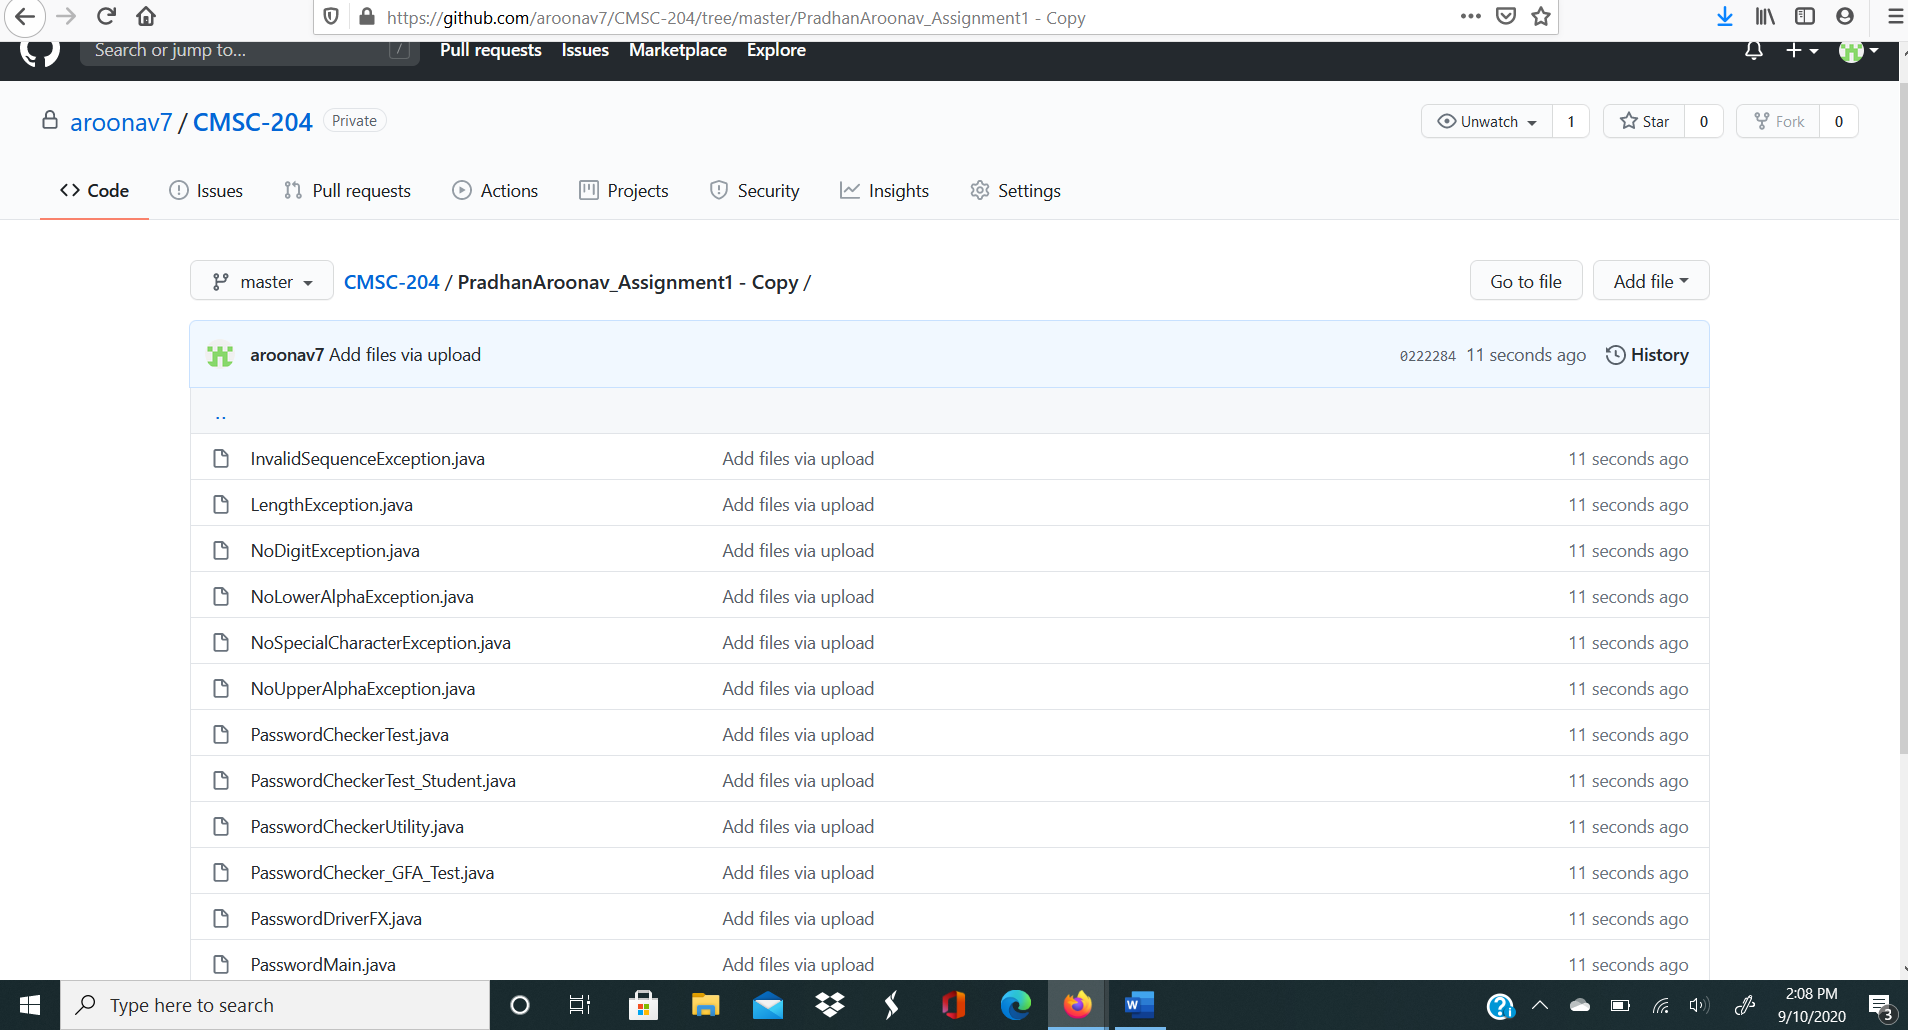 https://github.com/aroonav7/CMSC-204/tree/master/PradhanAroonav_Assignment1 - Copy
Search or jump to... / Pull requests Issues Marketplace Explore
aroonav7 / CMSC-204 Private Unwatch 1 Star 0 Fork 0
Code Issues Pull requests Actions Projects Security Insights Settings
master CMSC-204 / PradhanAroonav_Assignment1 - Copy / Go to file Add file
aroonav7 Add files via upload 0222284 11 seconds ago History
..
InvalidSequenceException.java Add files via upload 11 seconds ago
LengthException.java Add files via upload 11 seconds ago
NoDigitException.java Add files via upload 11 seconds ago
NoLowerAlphaException.java Add files via upload 11 seconds ago
NoSpecialCharacterException.java Add files via upload 11 seconds ago
NoUpperAlphaException.java Add files via upload 11 seconds ago
PasswordCheckerTest.java Add files via upload 11 seconds ago
PasswordCheckerTest_Student.java Add files via upload 11 seconds ago
PasswordCheckerUtility.java Add files via upload 11 seconds ago
PasswordChecker_GFA_Test.java Add files via upload 11 seconds ago
PasswordDriverFX.java Add files via upload 11 seconds ago
PasswordMain.java Add files via upload 11 seconds ago
Type here to search 2:08 PM
9/10/2020 3